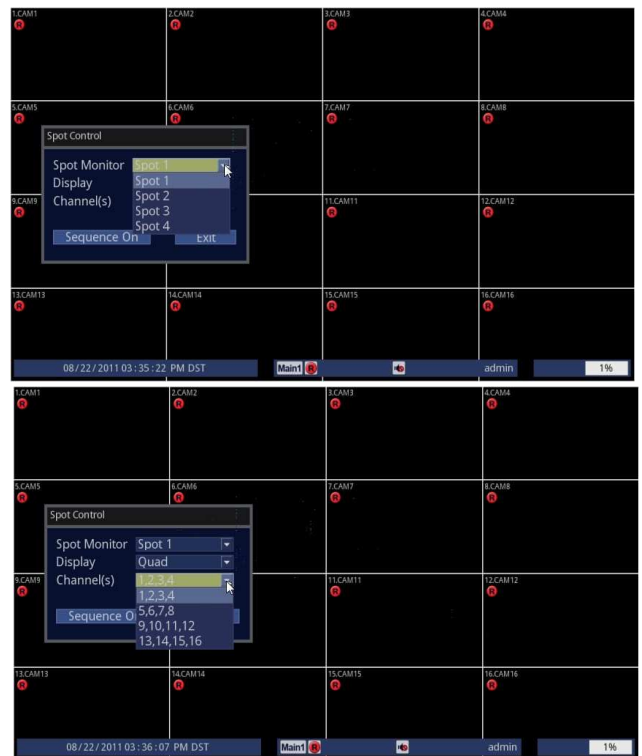 1.CAM1 2.CAM2 3.CAM3 4.CAM4
R R R R
5.CAM5 6.CAM6 7.CAM7 8.CAM8
R R R R
Spot Control
Spot Monitor Spot 1
Display Spot 1
Channel(s) Spot 2
Spot 3
Spot 4
9.CAM9 11.CAM11 12.CAM12
R R R
Sequence On Exit
13.CAM13 14.CAM14 15.CAM15 16.CAM16
R R R R
08/22/2011 03:35:22 PM DST Main1 R admin 1%
1.CAM1 2.CAM2 3.CAM3 4.CAM4
R R R R
5.CAM5 6.CAM6 7.CAM7 8.CAM8
R R R R
Spot Control
Spot Monitor Spot 1
Display Quad
Channel(s) 1,2,3,4
1,2,3,4
5,6,7,8
9,10,11,12
13,14,15,16
9.CAM9 11.CAM11 12.CAM12
R R R
Sequence O
13.CAM13 14.CAM14 15.CAM15 16.CAM16
R R R R
08/22/2011 03:36:07 PM DST Main1 R admin 1%